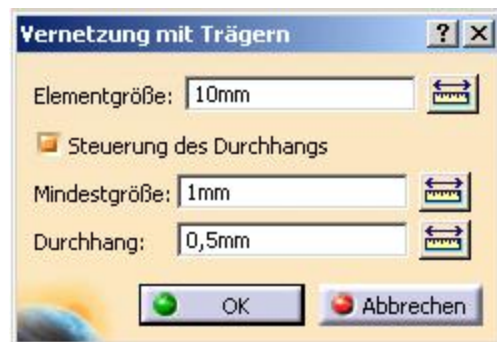 Vernetzung mit Trägern ? X
Elementgröße: 10mm
Steuerung des Durchhangs
Mindestgröße: 1mm
Durchhang: 0,5mm
OK Abbrechen